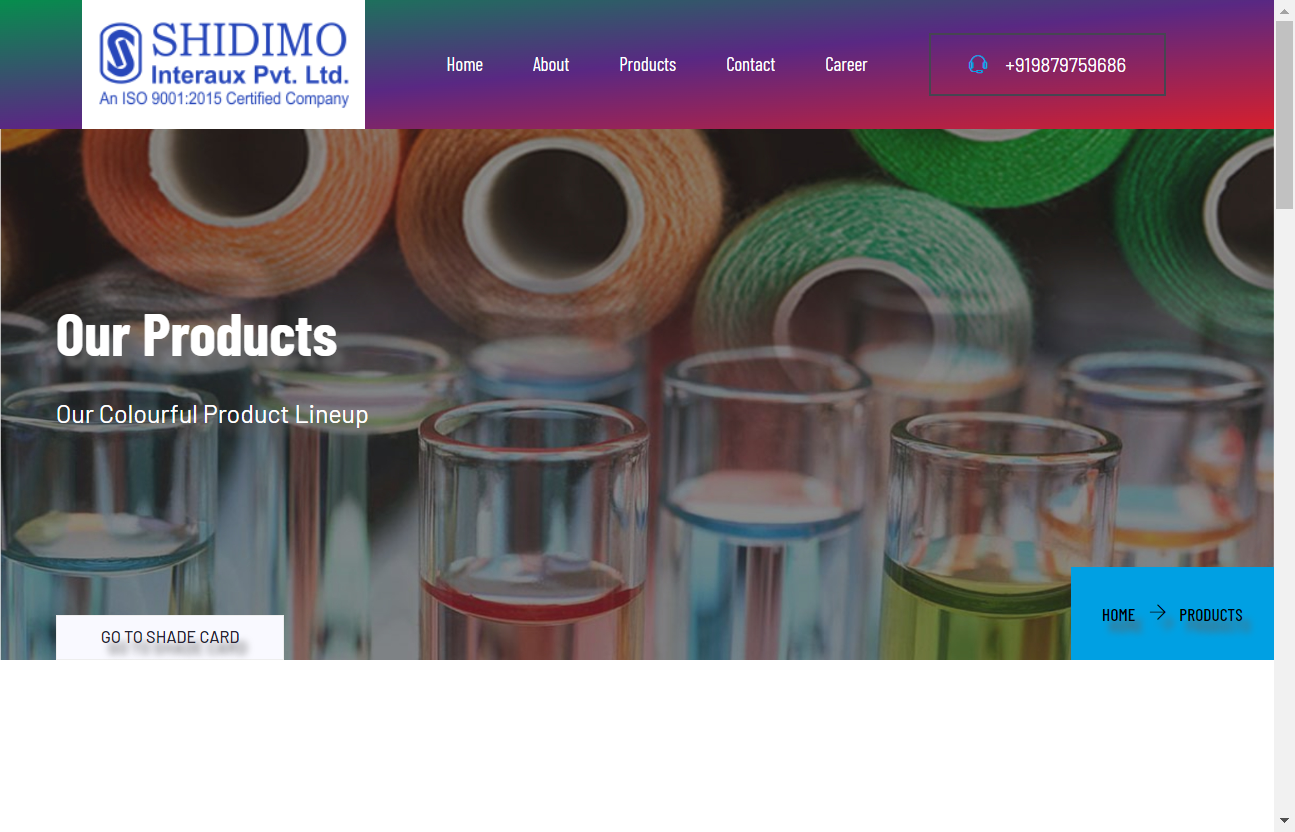 SHIDIMO
Interaux Pvt. Ltd.
An ISO 9001:2015 Certified Company
Home
About
Products
Contact
Career
+919879759686
Our Products
Our Colourful Product Lineup
GO TO SHADE CARD
HOME
PRODUCTS